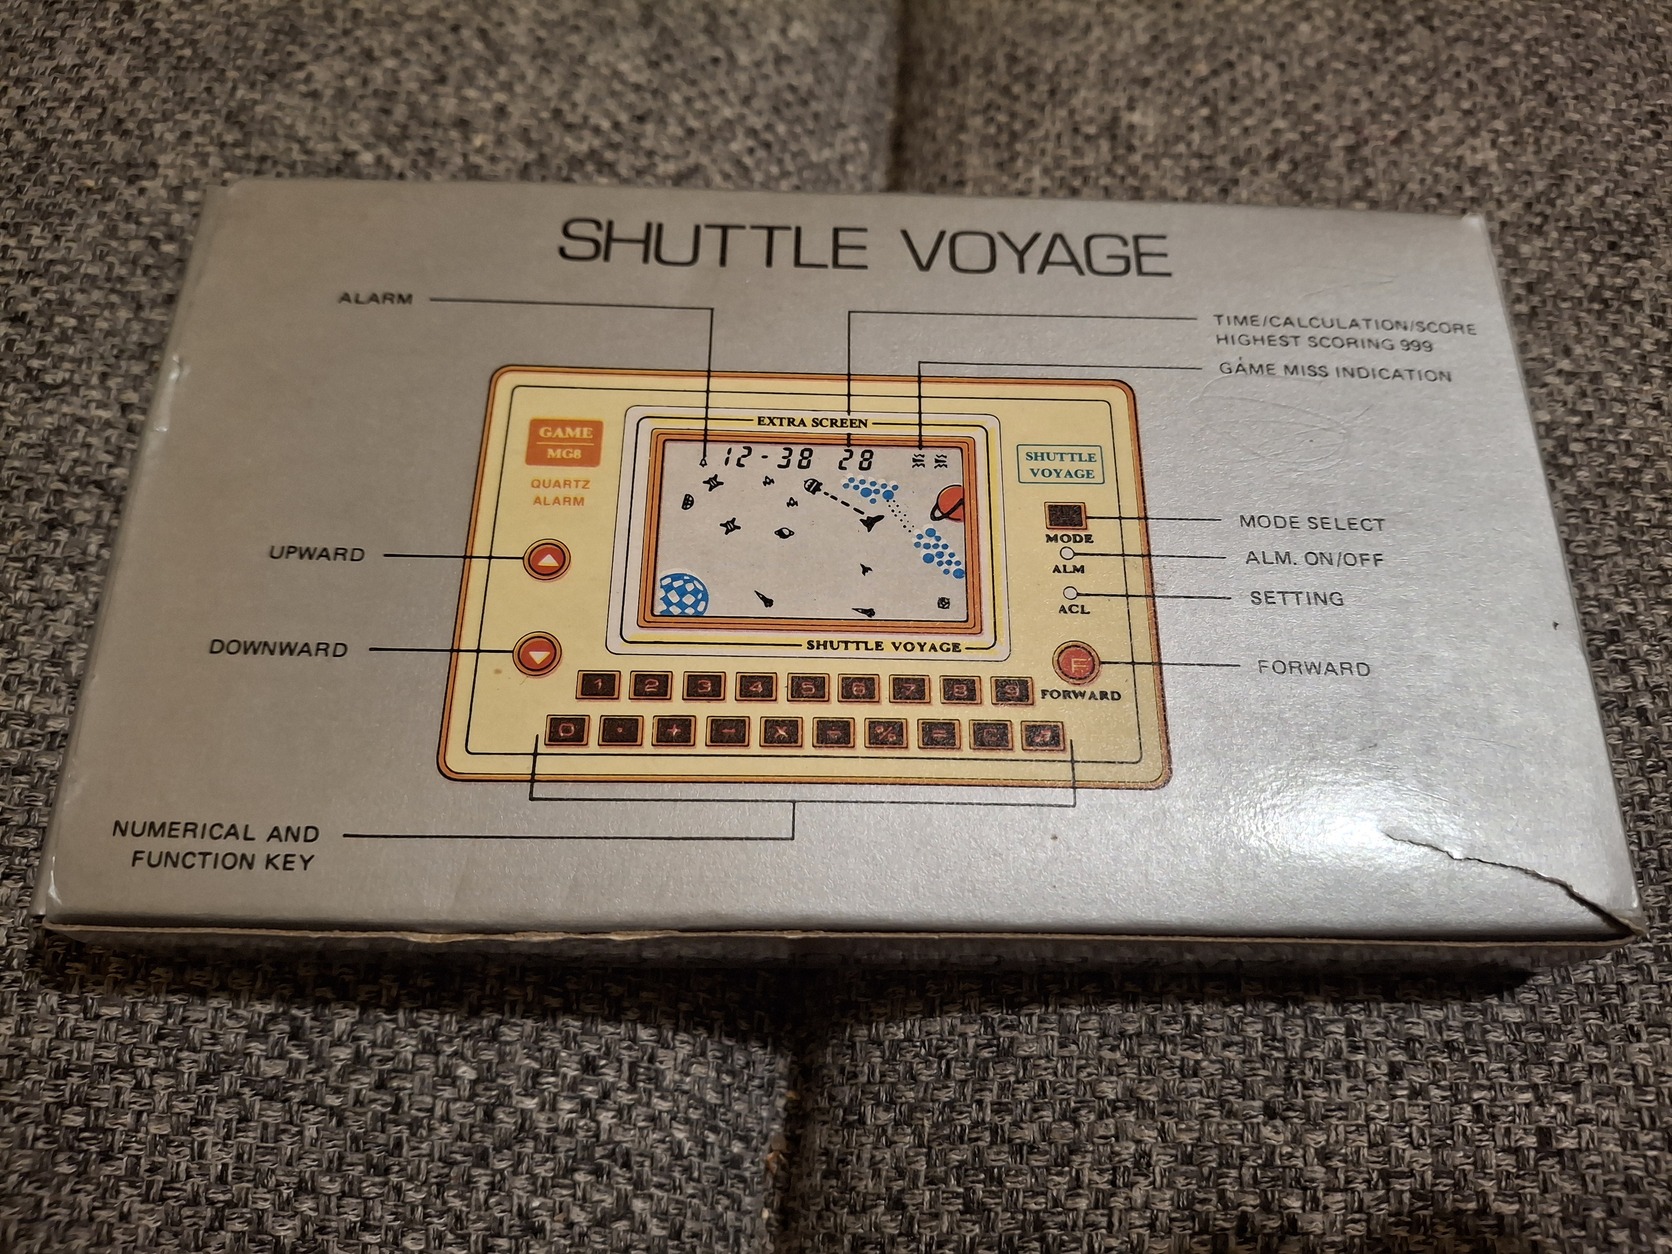 SHUTTLE VOYAGE
ALARM
TIME/CALCULATION/SCORE
HIGHEST SCORING 999
GAME MISS INDICATION
EXTRA SCREEN
GAME
MG8
QUARTZ
ALARM
12-38 28
SHUTTLE
VOYAGE
MODE SELECT
MODE
UPWARD
ALM. ON/OFF
ALM
SETTING
ACL
DOWNWARD
SHUTTLE VOYAGE
F
FORWARD
FORWARD
1 2 3 4 5 6 7 8 9
0 · + - × ÷ % = C
NUMERICAL AND
FUNCTION KEY